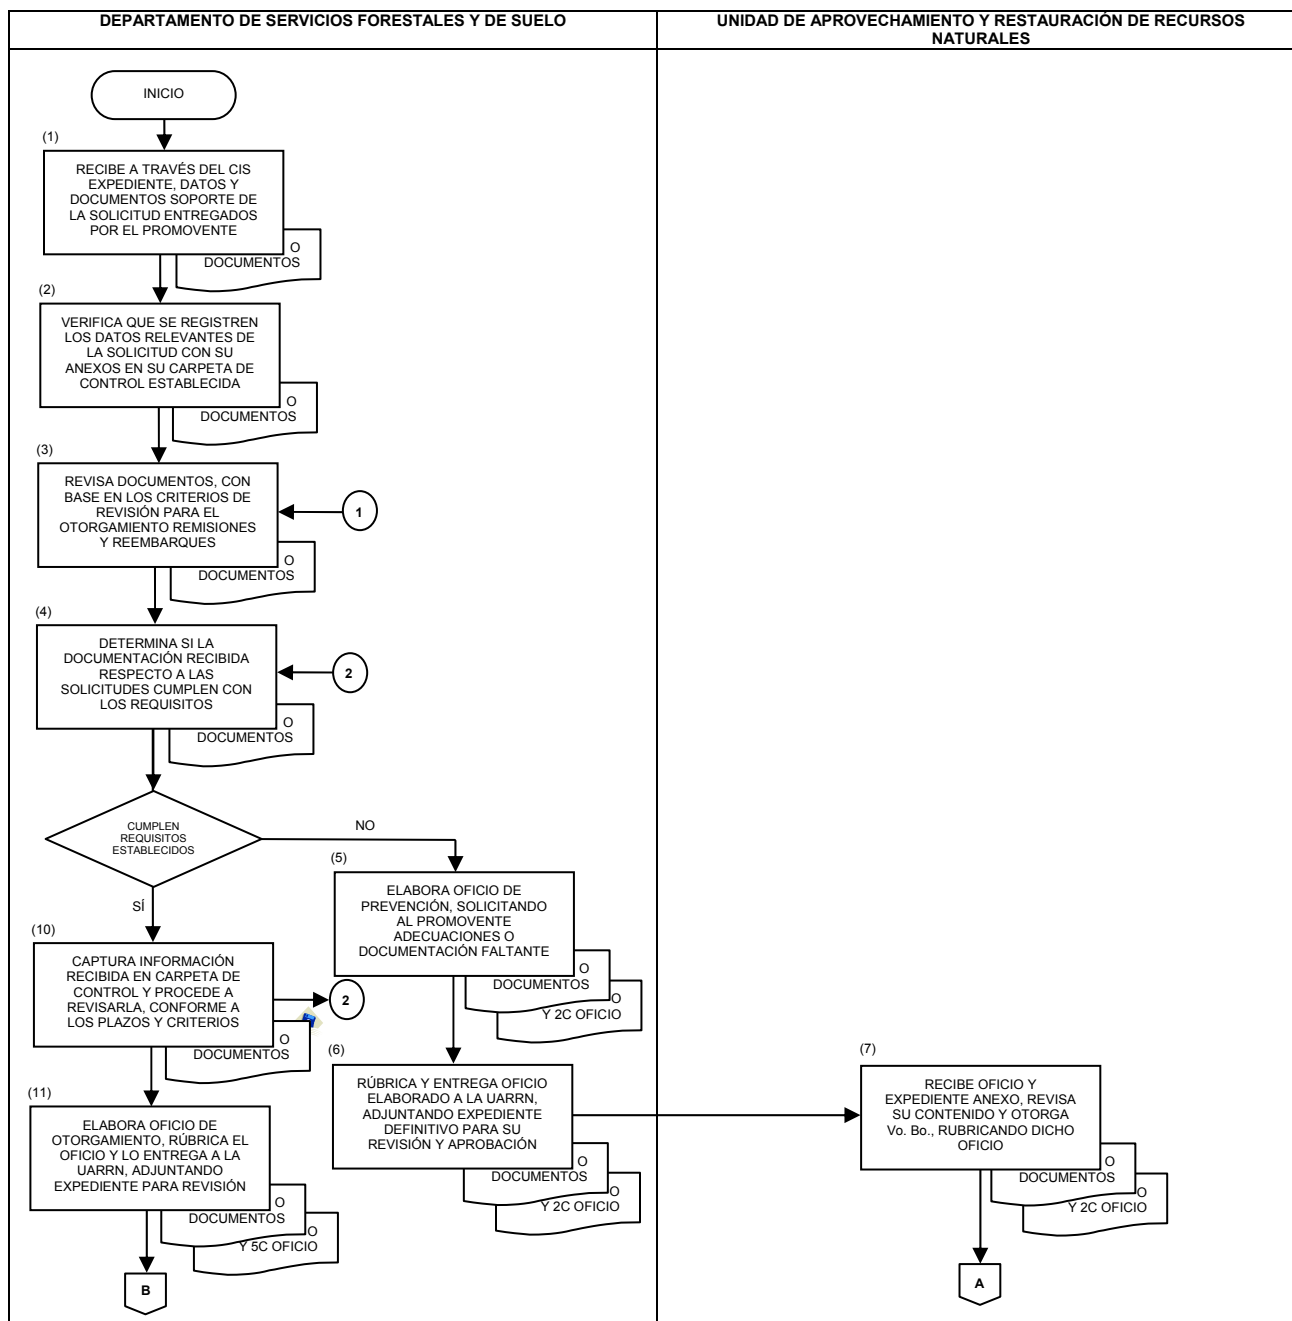 DEPARTAMENTO DE SERVICIOS FORESTALES Y DE SUELO
UNIDAD DE APROVECHAMIENTO Y RESTAURACIÓN DE RECURSOS
NATURALES
INICIO
(1)
RECIBE A TRAVÉS DEL CIS
EXPEDIENTE, DATOS Y
DOCUMENTOS SOPORTE DE
LA SOLICITUD ENTREGADOS
POR EL PROMOVENTE
O
DOCUMENTOS
(2)
VERIFICA QUE SE REGISTREN
LOS DATOS RELEVANTES DE
LA SOLICITUD CON SU
ANEXOS EN SU CARPETA DE
CONTROL ESTABLECIDA
O
DOCUMENTOS
(3)
REVISA DOCUMENTOS, CON
BASE EN LOS CRITERIOS DE
REVISIÓN PARA EL
OTORGAMIENTO REMISIONES
Y REEMBARQUES
1
O
DOCUMENTOS
(4)
DETERMINA SI LA
DOCUMENTACIÓN RECIBIDA
RESPECTO A LAS
SOLICITUDES CUMPLEN CON
LOS REQUISITOS
2
O
DOCUMENTOS
CUMPLEN
REQUISITOS
ESTABLECIDOS
NO
SÍ
(5)
ELABORA OFICIO DE
PREVENCIÓN, SOLICITANDO
AL PROMOVENTE
ADECUACIONES O
DOCUMENTACIÓN FALTANTE
O
DOCUMENTOS
O
Y 2C OFICIO
(10)
CAPTURA INFORMACIÓN
RECIBIDA EN CARPETA DE
CONTROL Y PROCEDE A
REVISARLA, CONFORME A
LOS PLAZOS Y CRITERIOS
2
O
DOCUMENTOS
(6)
RÚBRICA Y ENTREGA OFICIO
ELABORADO A LA UARRN,
ADJUNTANDO EXPEDIENTE
DEFINITIVO PARA SU
REVISIÓN Y APROBACIÓN
O
DOCUMENTOS
O
Y 2C OFICIO
(7)
RECIBE OFICIO Y
EXPEDIENTE ANEXO, REVISA
SU CONTENIDO Y OTORGA
Vo. Bo., RUBRICANDO DICHO
OFICIO
O
DOCUMENTOS
O
Y 2C OFICIO
(11)
ELABORA OFICIO DE
OTORGAMIENTO, RÚBRICA EL
OFICIO Y LO ENTREGA A LA
UARRN, ADJUNTANDO
EXPEDIENTE PARA REVISIÓN
O
DOCUMENTOS
O
Y 5C OFICIO
B
A